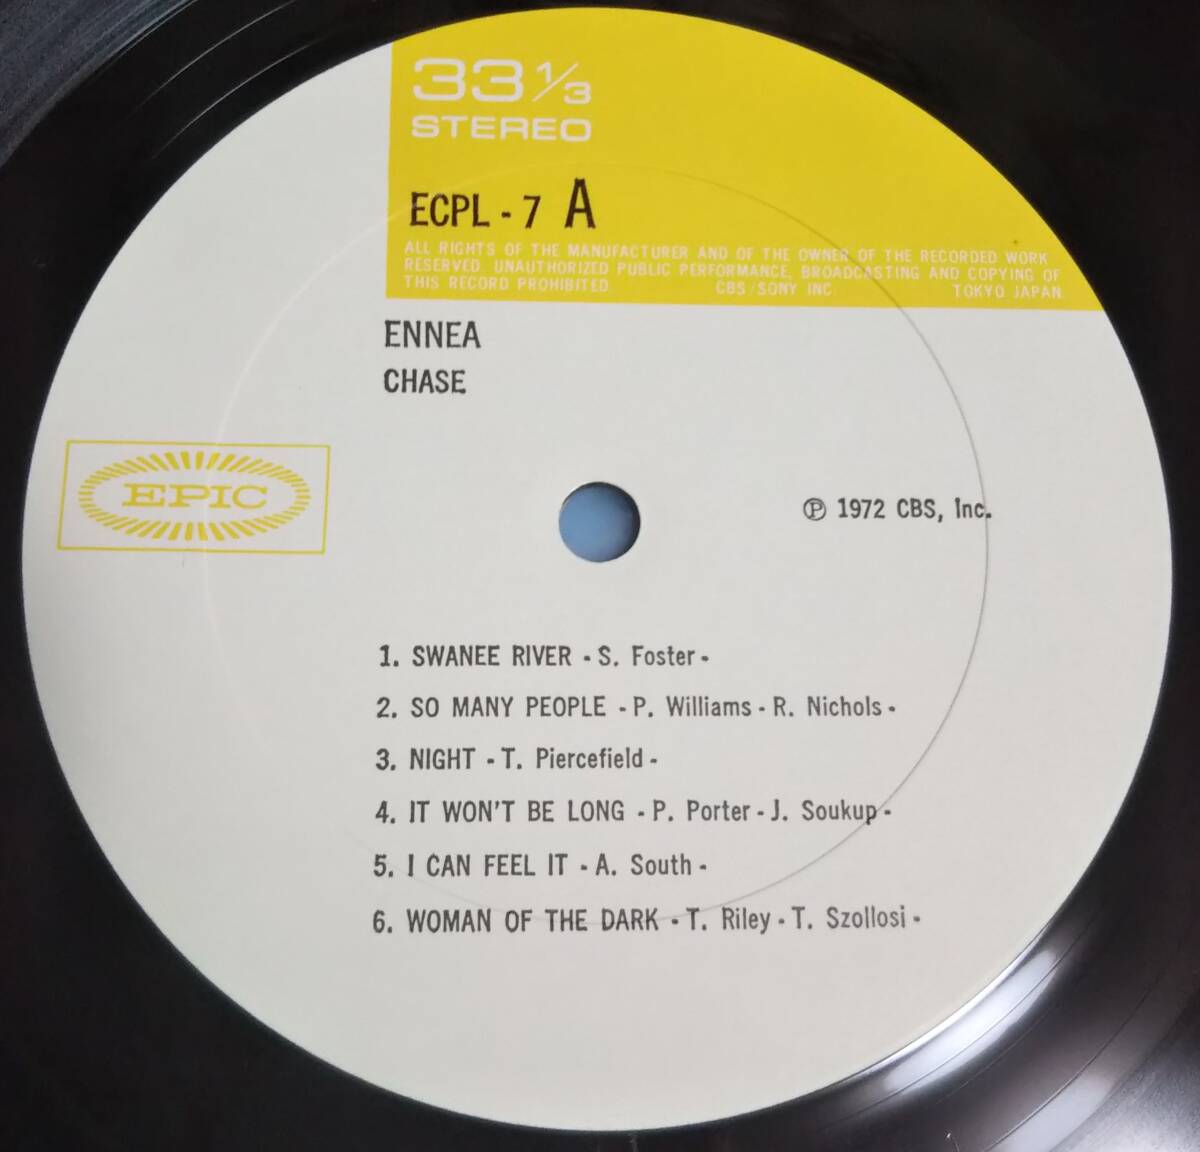 33 1/3
STEREO
ECPL - 7 A
ALL RIGHTS OF THE MANUFACTURER AND OF THE OWNER OF THE RECORDED WORK
RESERVED. UNAUTHORIZED PUBLIC PERFORMANCE, BROADCASTING AND COPYING OF
THIS RECORD PROHIBITED. CBS/SONY INC. TOKYO JAPAN.
ENNEA
CHASE
EPIC
Ⓟ 1972 CBS, Inc.
1. SWANEE RIVER - S. Foster -
2. SO MANY PEOPLE - P. Williams - R. Nichols -
3. NIGHT - T. Piercefield -
4. IT WON'T BE LONG - P. Porter - J. Soukup -
5. I CAN FEEL IT - A. South -
6. WOMAN OF THE DARK - T. Riley - T. Szollosi -